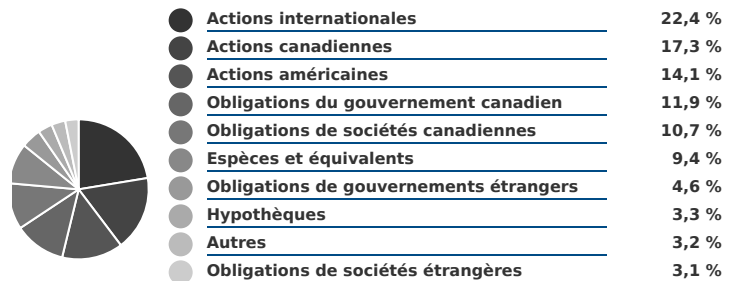 Actions internationales 22,4 %
Actions canadiennes 17,3 %
Actions américaines 14,1 %
Obligations du gouvernement canadien 11,9 %
Obligations de sociétés canadiennes 10,7 %
Espèces et équivalents 9,4 %
Obligations de gouvernements étrangers 4,6 %
Hypothèques 3,3 %
Autres 3,2 %
Obligations de sociétés étrangères 3,1 %